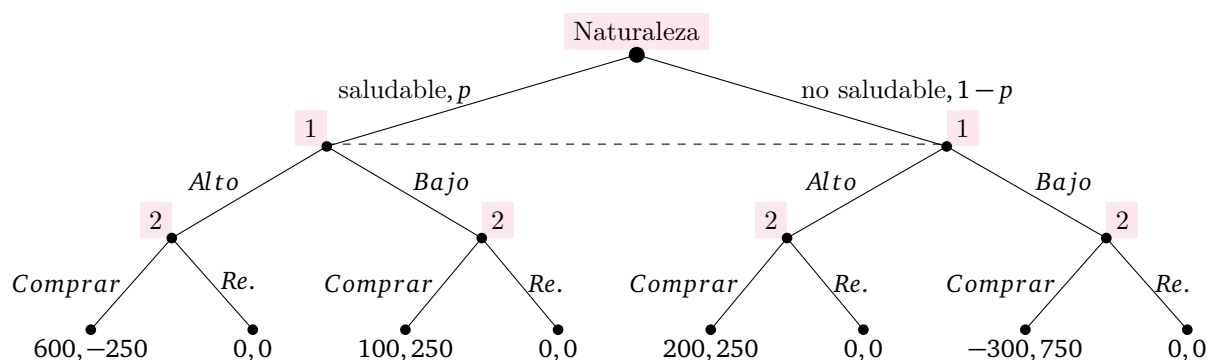 Naturaleza
saludable, p
no saludable, 1 − p
1
1
Alto
Bajo
Alto
Bajo
2
2
2
2
Comprar
Re.
Comprar
Re.
Comprar
Re.
Comprar
Re.
600, −250
0, 0
100, 250
0, 0
200, 250
0, 0
−300, 750
0, 0